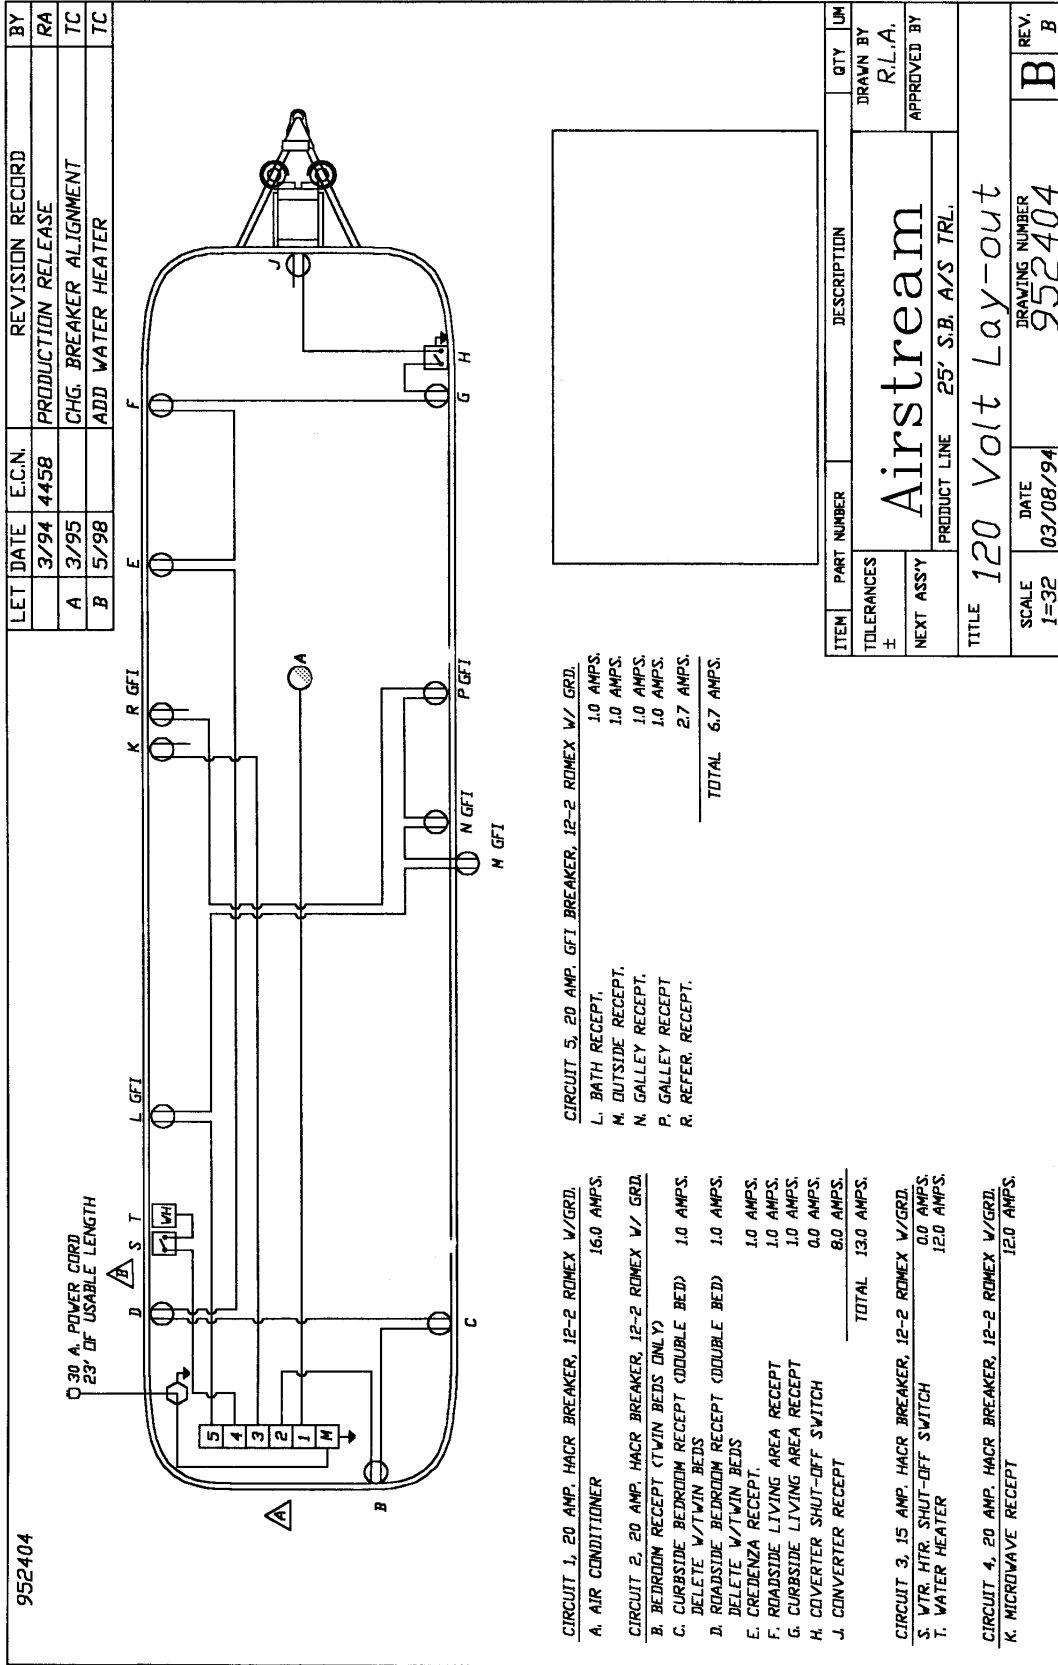 952404
LET DATE E.C.N. REVISION RECORD BY
3/94 4458 PRODUCTION RELEASE RA
A 3/95 CHG. BREAKER ALIGNMENT TC
B 5/98 ADD WATER HEATER TC
30 A. POWER CORD
23' OF USABLE LENGTH
B
D S T L GFI K R GFI E F
WH
J
5
4
3
2
1
M
A
A
B
C
M GFI
N GFI
P GFI
G
H
CIRCUIT 1, 20 AMP. HACR BREAKER, 12-2 ROMEX W/GRD.
A. AIR CONDITIONER 16.0 AMPS.
CIRCUIT 2, 20 AMP. HACR BREAKER, 12-2 ROMEX W/ GRD.
B. BEDROOM RECEPT (TWIN BEDS ONLY)
C. CURBSIDE BEDROOM RECEPT (DOUBLE BED) 1.0 AMPS.
DELETE W/TWIN BEDS
D. ROADSIDE BEDROOM RECEPT (DOUBLE BED) 1.0 AMPS.
DELETE W/TWIN BEDS
E. CREDENZA RECEPT. 1.0 AMPS.
F. ROADSIDE LIVING AREA RECEPT 1.0 AMPS.
G. CURBSIDE LIVING AREA RECEPT 1.0 AMPS.
H. COVERTER SHUT-OFF SWITCH 0.0 AMPS.
J. CONVERTER RECEPT 8.0 AMPS.
TOTAL 13.0 AMPS.
CIRCUIT 3, 15 AMP. HACR BREAKER, 12-2 ROMEX W/GRD.
S. WTR. HTR. SHUT-OFF SWITCH 0.0 AMPS.
T. WATER HEATER 12.0 AMPS.
CIRCUIT 4, 20 AMP. HACR BREAKER, 12-2 ROMEX W/GRD.
K. MICROWAVE RECEPT 12.0 AMPS.
CIRCUIT 5, 20 AMP. GFI BREAKER, 12-2 ROMEX W/ GRD.
L. BATH RECEPT. 1.0 AMPS.
M. OUTSIDE RECEPT. 1.0 AMPS.
N. GALLEY RECEPT. 1.0 AMPS.
P. GALLEY RECEPT 1.0 AMPS.
R. REFER. RECEPT. 2.7 AMPS.
TOTAL 6.7 AMPS.
ITEM PART NUMBER DESCRIPTION QTY UM
TOLERANCES
±
NEXT ASS'Y
Airstream
DRAWN BY
R.L.A.
APPROVED BY
PRODUCT LINE 25' S.B. A/S TRL.
TITLE 120 Volt Lay-out
SCALE
1=32
DATE
03/08/94
DRAWING NUMBER
952404
B
REV.
B